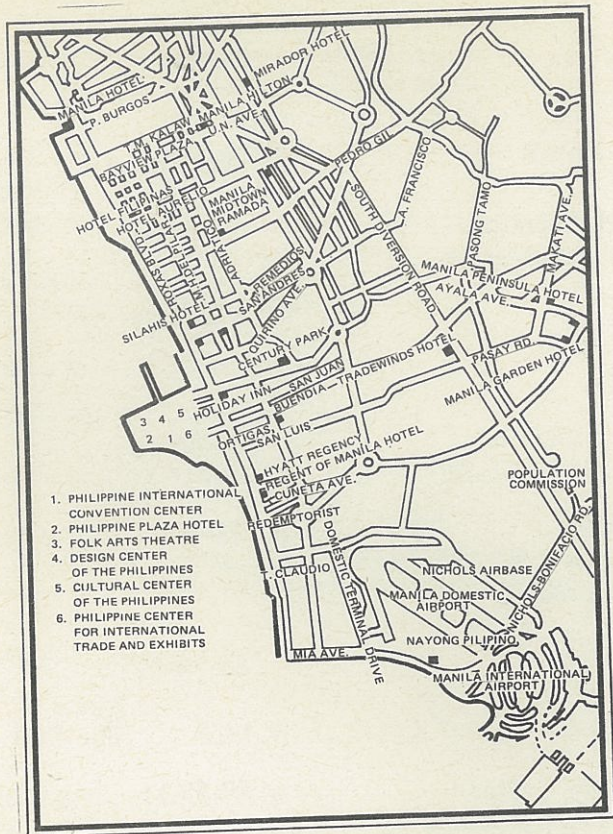 MIRADOR HOTEL
MANILA HOTEL
P. BURGOS
MANILA HILTON
U.N. AVE.
T.M. KALAW
BAYVIEW PLAZA
PEDRO GIL
A. FRANCISCO
HOTEL FILIPINAS
HOTEL AURELIO
MANILA
MIDTOWN
RAMADA
PASONG TAMO
MAKATI AVE.
ROXAS BLVD.
M.H. DEL PILAR
ADRIATICO
SOUTH DIVERSION ROAD
REMEDIOS
SAN ANDRES
QUIRINO AVE.
MANILA PENINSULA HOTEL
AYALA AVE.
SILAHIS HOTEL
CENTURY PARK
TRADEWINDS HOTEL
PASAY RD.
MANILA GARDEN HOTEL
HOLIDAY INN
SAN JUAN
BUENDIA
3 4 5
2 1 6
ORTIGAS
SAN LUIS
HYATT REGENCY
REGENT OF MANILA HOTEL
CUNETA AVE.
POPULATION
COMMISSION
REDEMPTORIST
1. PHILIPPINE INTERNATIONAL
CONVENTION CENTER
2. PHILIPPINE PLAZA HOTEL
3. FOLK ARTS THEATRE
4. DESIGN CENTER
OF THE PHILIPPINES
5. CULTURAL CENTER
OF THE PHILIPPINES
6. PHILIPPINE CENTER
FOR INTERNATIONAL
TRADE AND EXHIBITS
T. CLAUDIO
DOMESTIC TERMINAL DRIVE
NICHOLS AIRBASE
NICHOLS-BONIFACIO RD.
MANILA DOMESTIC
AIRPORT
NAYONG PILIPINO
MIA AVE.
MANILA INTERNATIONAL
AIRPORT